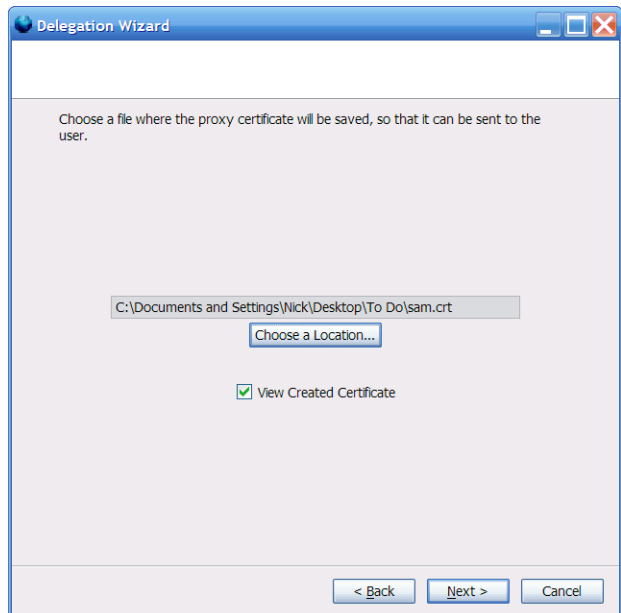 Delegation Wizard
Choose a file where the proxy certificate will be saved, so that it can be sent to the
user.
C:\Documents and Settings\Nick\Desktop\To Do\sam.crt
Choose a Location...
View Created Certificate
< Back
Next >
Cancel